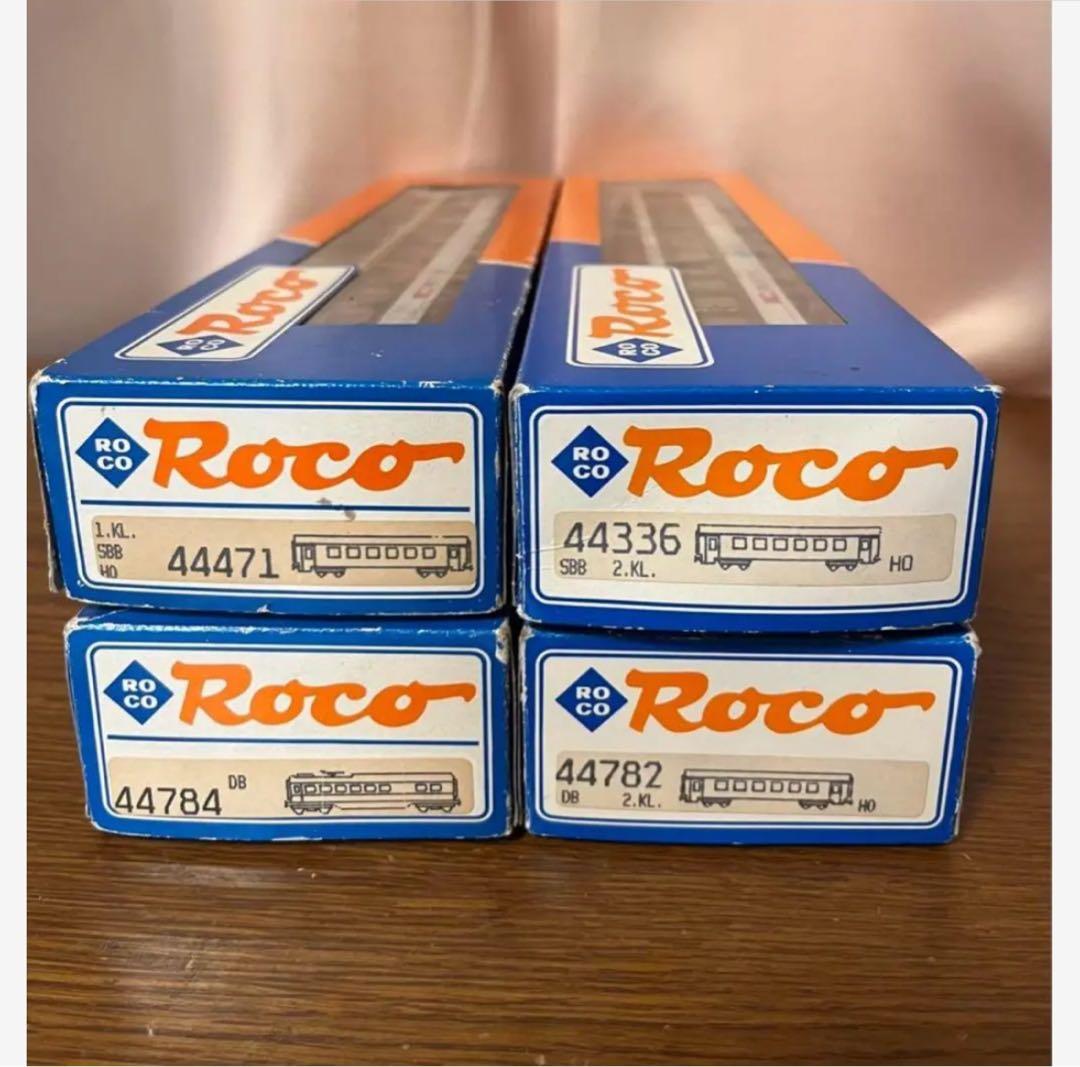 Roco
RO
CO
Roco
RO
CO
RO
CO
Roco
1.KL.
SBB
HO
44471
RO
CO
Roco
44336
SBB 2.KL.
HO
RO
CO
Roco
44784
DB
RO
CO
Roco
44782
DB 2.KL.
HO